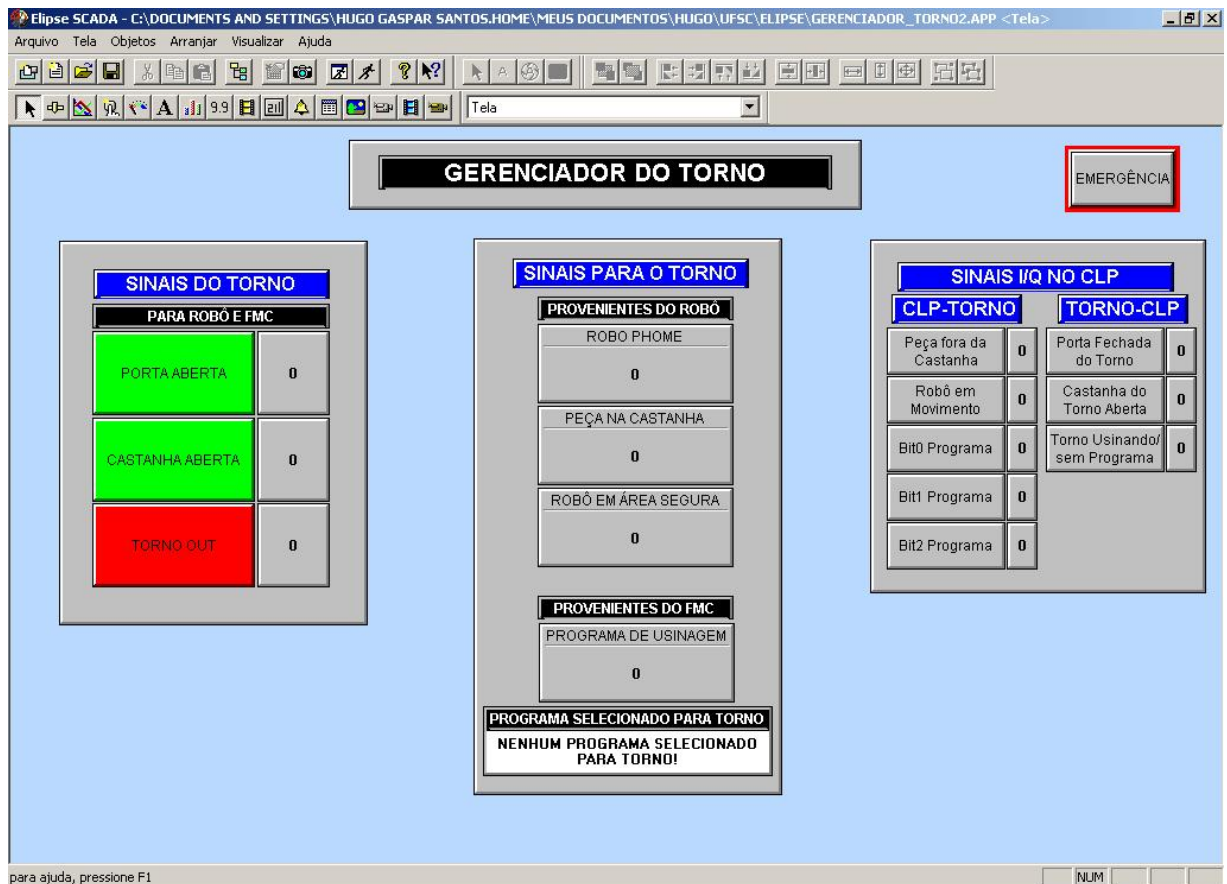 Elipse SCADA - C:\DOCUMENTS AND SETTINGS\HUGO GASPAR SANTOS.HOME\MEUS DOCUMENTOS\HUGO\UFSC\ELIPSE\GERENCIADOR_TORNO2.APP <Tela>
Arquivo Tela Objetos Arranjar Visualizar Ajuda
A 9.9 Tela
GERENCIADOR DO TORNO
EMERGÊNCIA
SINAIS DO TORNO
PARA ROBÔ E FMC
PORTA ABERTA 0
CASTANHA ABERTA 0
TORNO OUT 0
SINAIS PARA O TORNO
PROVENIENTES DO ROBÔ
ROBO PHOME
0
PEÇA NA CASTANHA
0
ROBÔ EM ÁREA SEGURA
0
PROVENIENTES DO FMC
PROGRAMA DE USINAGEM
0
PROGRAMA SELECIONADO PARA TORNO
NENHUM PROGRAMA SELECIONADO
PARA TORNO!
SINAIS I/Q NO CLP
CLP-TORNO
Peça fora da
Castanha 0
Robô em
Movimento 0
Bit0 Programa 0
Bit1 Programa 0
Bit2 Programa 0
TORNO-CLP
Porta Fechada
do Torno 0
Castanha do
Torno Aberta 0
Torno Usinando/
sem Programa 0
para ajuda, pressione F1
NUM